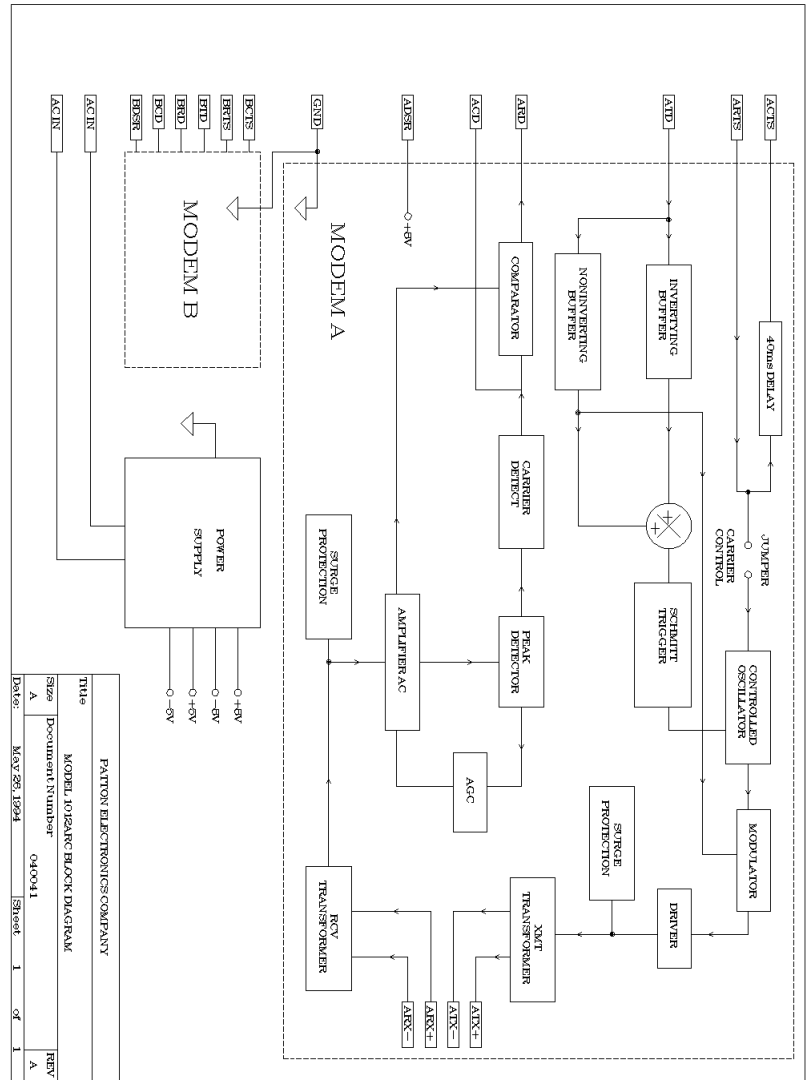 ACTS
40ms DELAY
ARTS
JUMPER
CARRIER
CONTROL
CONTROLLED
OSCILLATOR
MODULATOR
ATD
INVERTYING
BUFFER
+
+
SCHMITT
TRIGGER
DRIVER
NONINVERTING
BUFFER
SURGE
PROTECTION
XMT
TRANSFORMER
ATX+
ATX-
ARD
COMPARATOR
CARRIER
DETECT
PEAK
DETECTOR
ACD
AGC
ARX+
ARX-
ADSR
+8V
AMPLIFIER AC
RCV
TRANSFORMER
SURGE
PROTECTION
MODEM A
GND
BCTS
BRTS
BTD
BRD
BCD
BDSR
MODEM B
POWER
SUPPLY
+8V
-8V
+5V
-5V
AC IN
AC IN
PATTON ELECTRONICS COMPANY
Title
MODEL 1012ARC BLOCK DIAGRAM
Size Document Number REV
A 040041 A
Date: May 26, 1994 Sheet 1 of 1